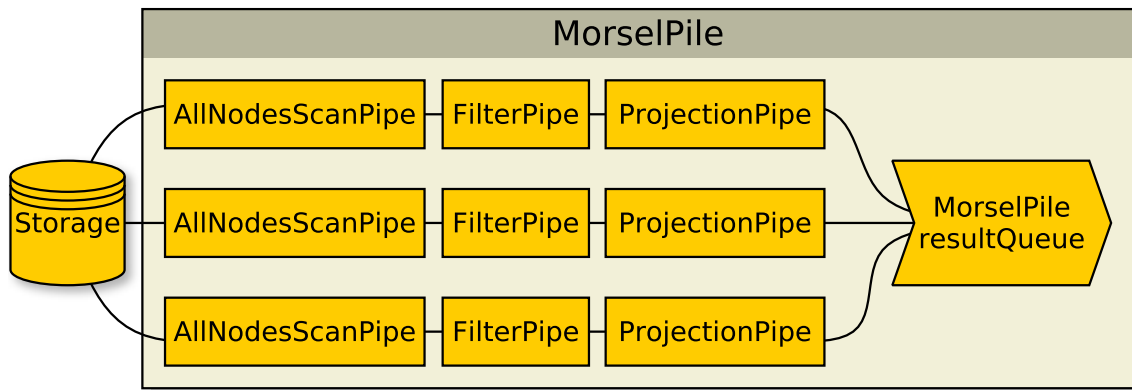 MorselPile
AllNodesScanPipe
FilterPipe
ProjectionPipe
Storage
AllNodesScanPipe
FilterPipe
ProjectionPipe
MorselPile
resultQueue
AllNodesScanPipe
FilterPipe
ProjectionPipe